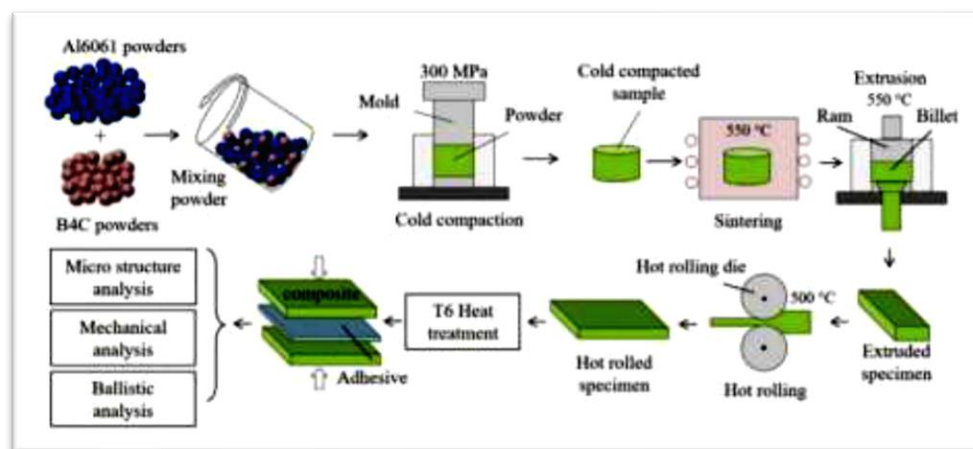 Al6061 powders
+
B4C powders
Mixing
powder
300 MPa
Mold
Powder
Cold compaction
Cold compacted
sample
550 °C
Sintering
Extrusion
550 °C
Ram
Billet
Extruded
specimen
Hot rolling die
500 °C
Hot rolling
Hot rolled
specimen
T6 Heat
treatment
composite
Adhesive
Micro structure
analysis
Mechanical
analysis
Ballistic
analysis